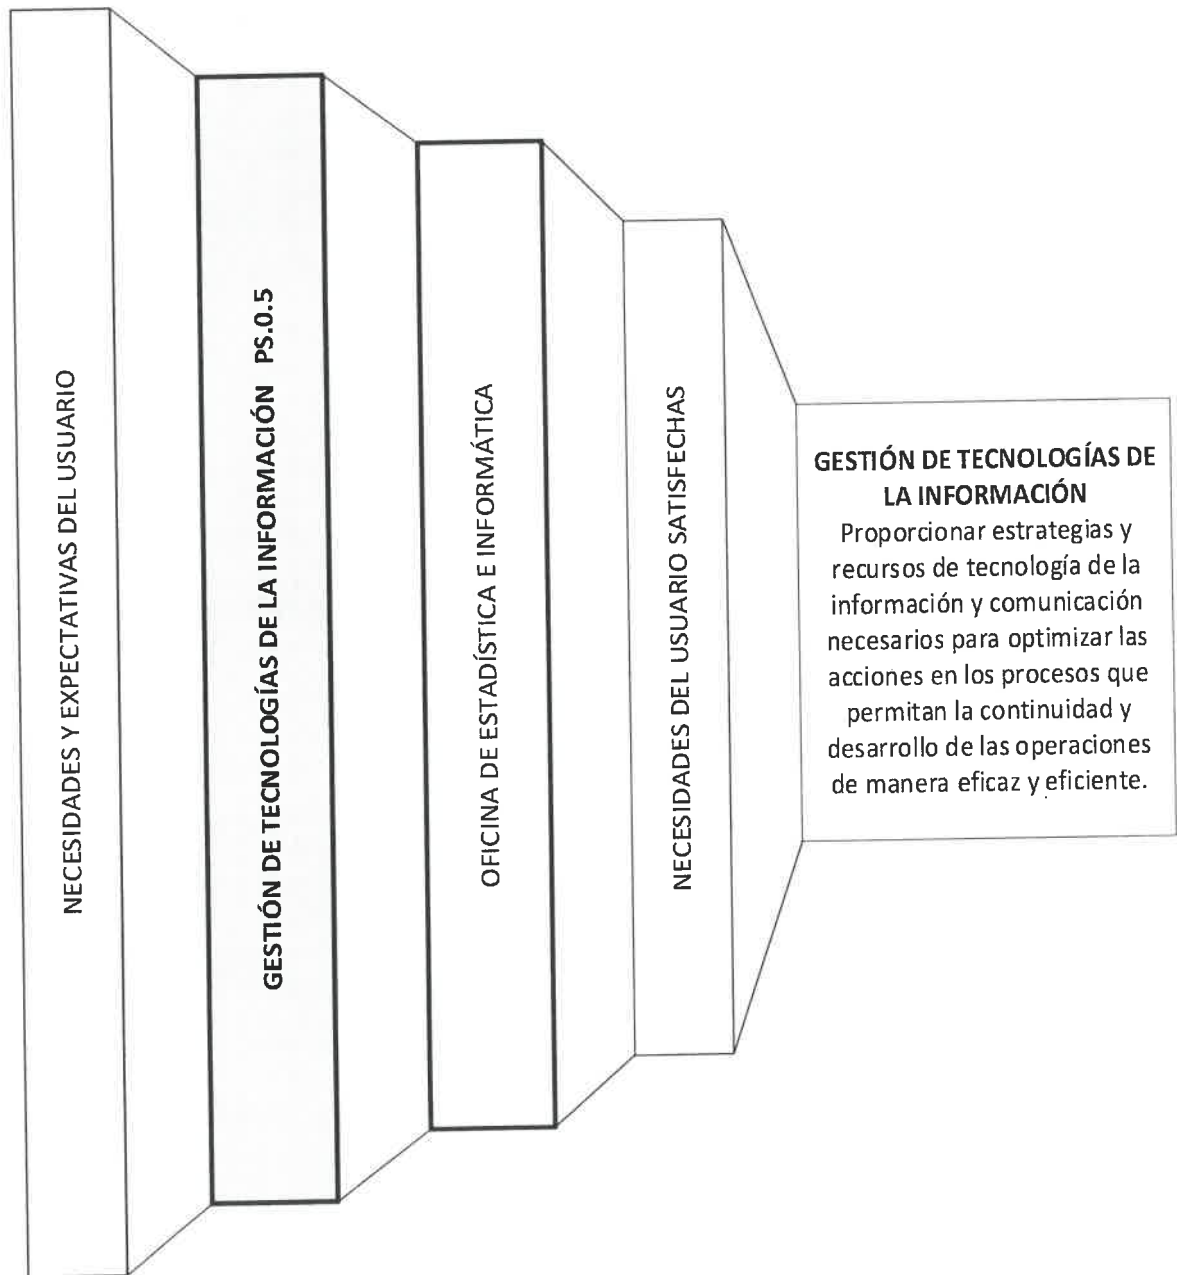 NECESIDADES Y EXPECTATIVAS DEL USUARIO
GESTIÓN DE TECNOLOGÍAS DE LA INFORMACIÓN PS.0.5
OFICINA DE ESTADÍSTICA E INFORMÁTICA
NECESIDADES DEL USUARIO SATISFECHAS
GESTIÓN DE TECNOLOGÍAS DE
LA INFORMACIÓN
Proporcionar estrategias y
recursos de tecnología de la
información y comunicación
necesarios para optimizar las
acciones en los procesos que
permitan la continuidad y
desarrollo de las operaciones
de manera eficaz y eficiente.